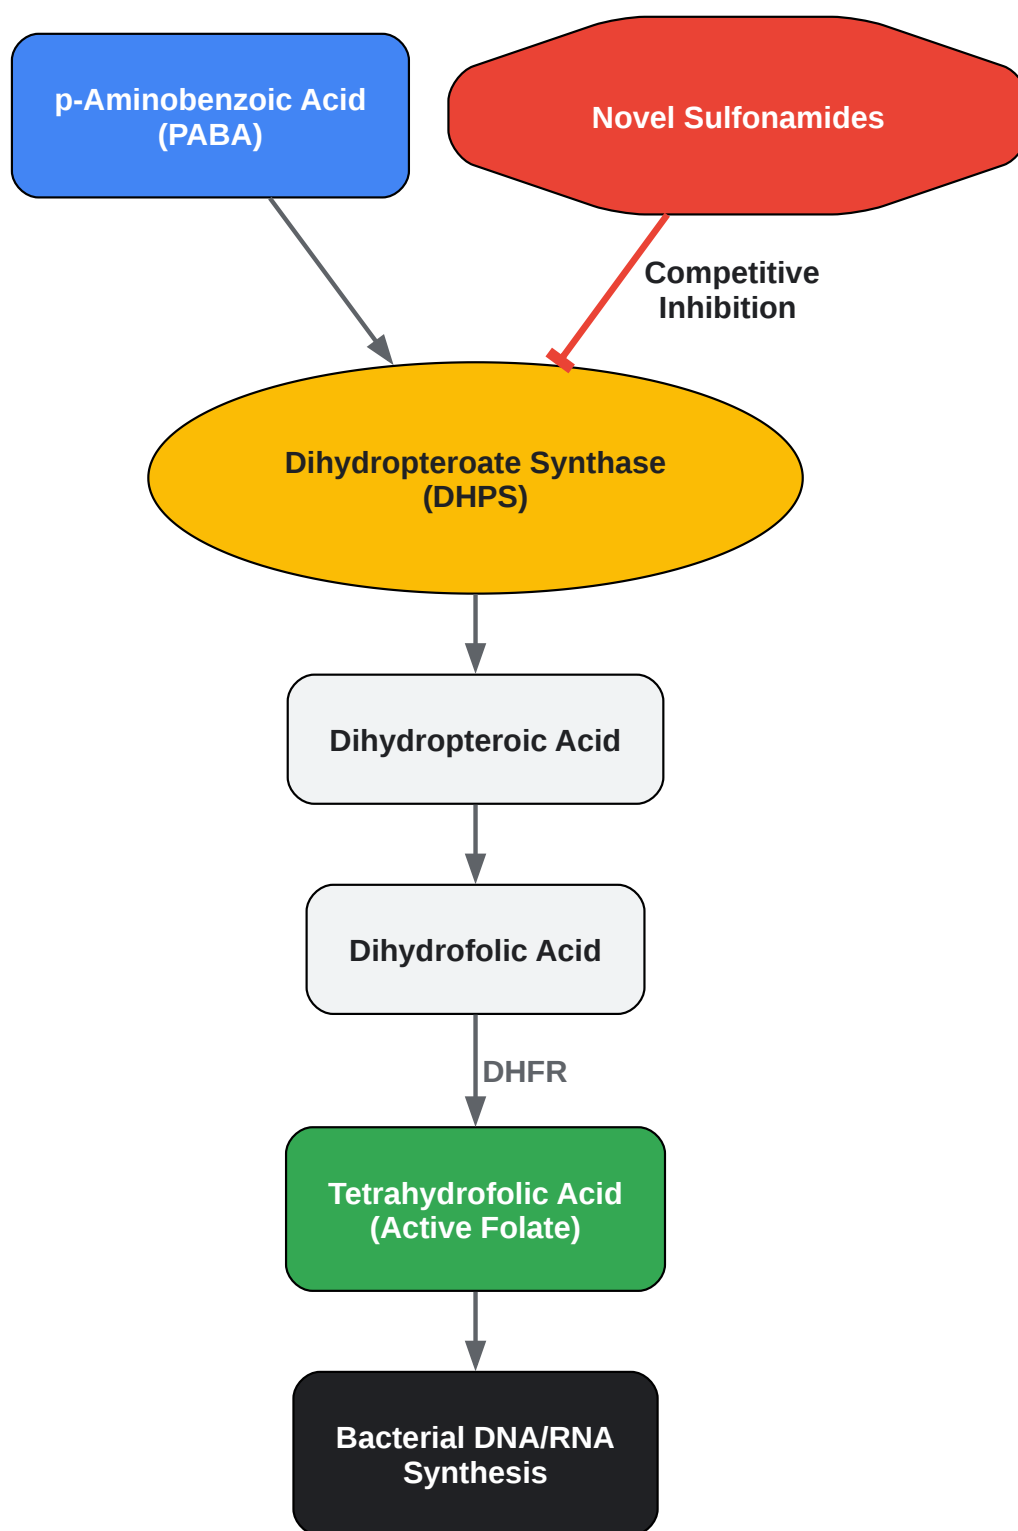 p-Aminobenzoic Acid
(PABA)
Novel Sulfonamides
Competitive
Inhibition
Dihydropteroate Synthase
(DHPS)
Dihydropteroic Acid
Dihydrofolic Acid
DHFR
Tetrahydrofolic Acid
(Active Folate)
Bacterial DNA/RNA
Synthesis